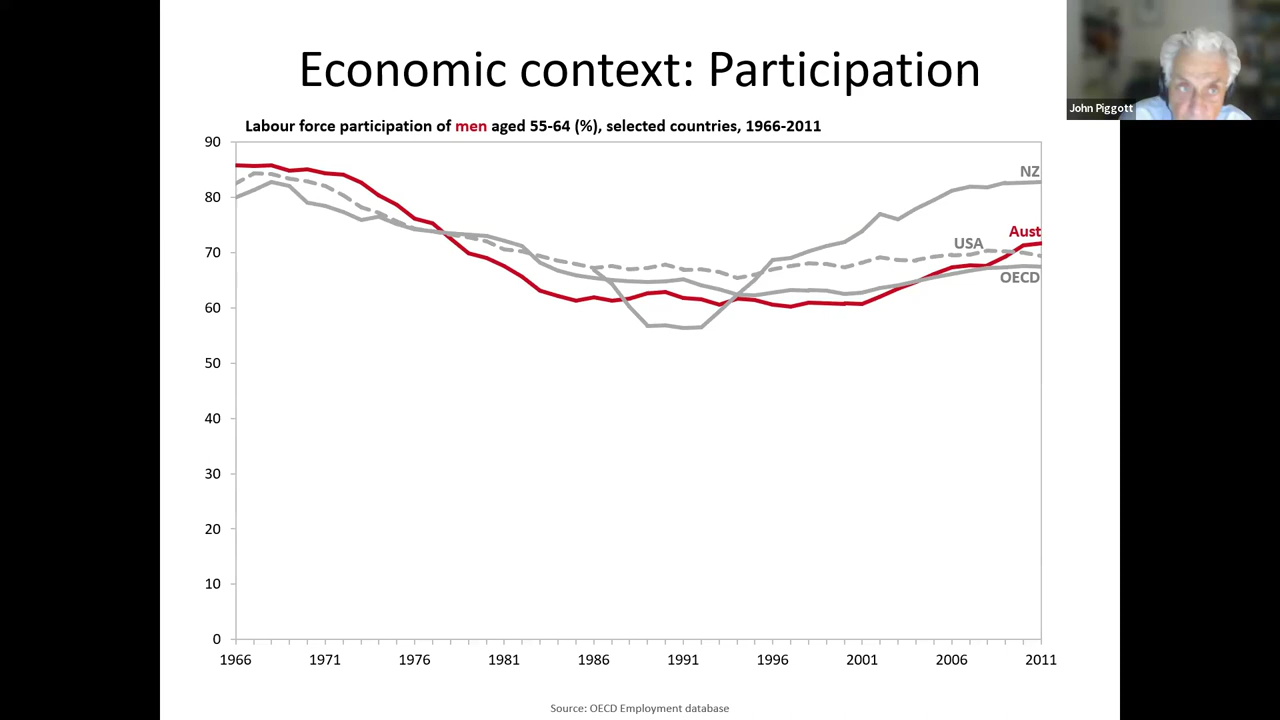 Economic context: Participation
John Piggott
Labour force participation of men aged 55-64 (%), selected countries, 1966-2011
90
80
70
60
50
40
30
20
10
0
NZ
Aust
USA
OECD
1966 1971 1976 1981 1986 1991 1996 2001 2006 2011
Source: OECD Employment database